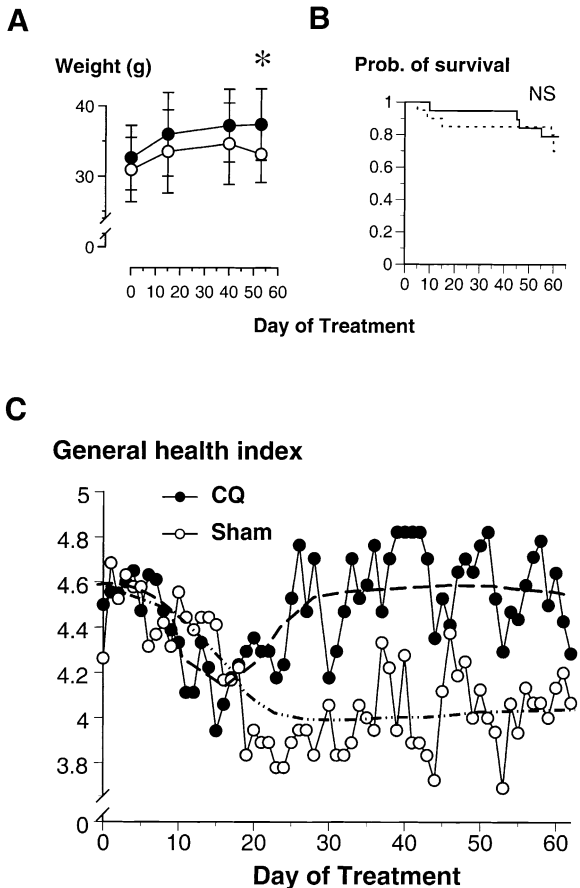 A
B
Weight (g)
*
Prob. of survival
NS
40
30
0
1
0.8
0.6
0.4
0.2
0
0 10 20 30 40 50 60
0 10 20 30 40 50 60
Day of Treatment
C
General health index
CQ
Sham
5
4.8
4.6
4.4
4.2
4
3.8
0
0 10 20 30 40 50 60
Day of Treatment